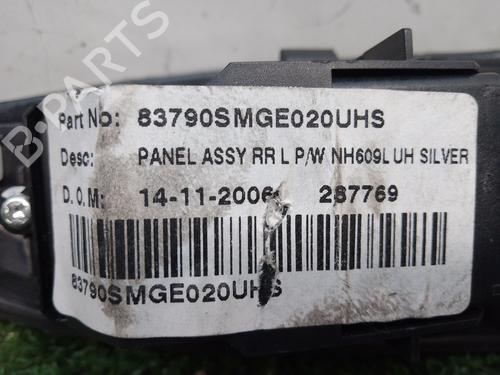 B-PARTS
Part No: 83790SMGE020UHS
Desc: PANEL ASSY RR L P/W NH609L UH SILVER
D.O.M: 14-11-2006 287769
83790SMGE020UHS